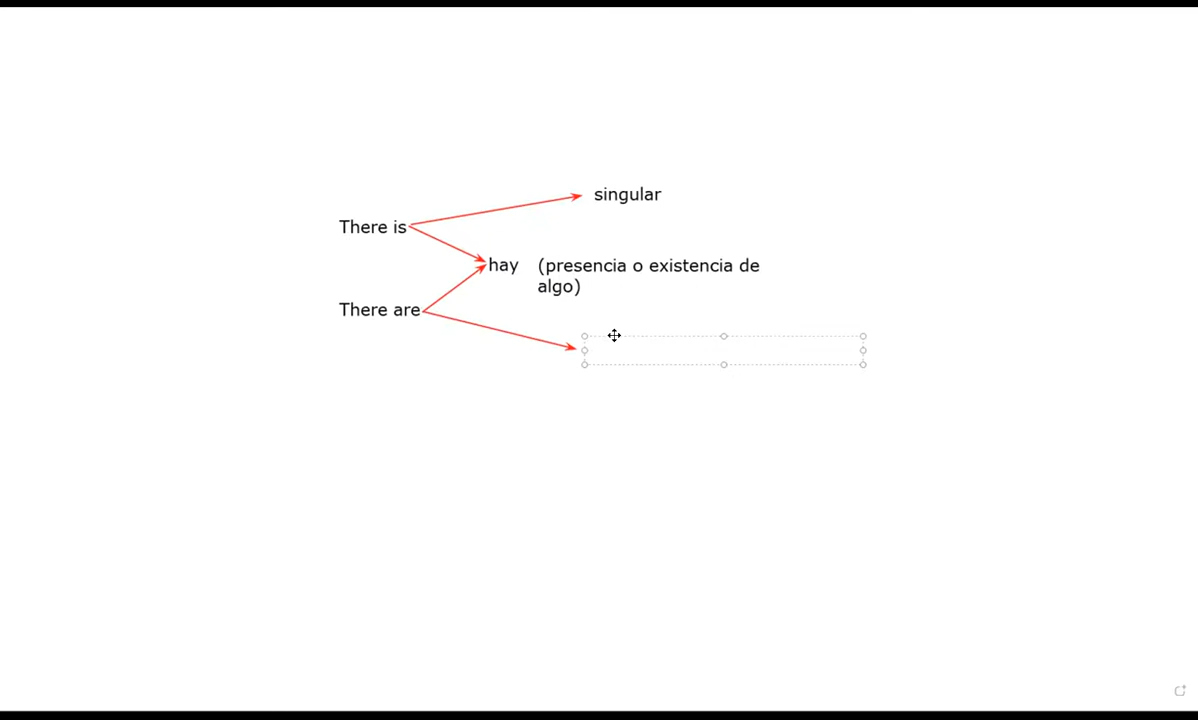 singular
There is
hay (presencia o existencia de
algo)
There are